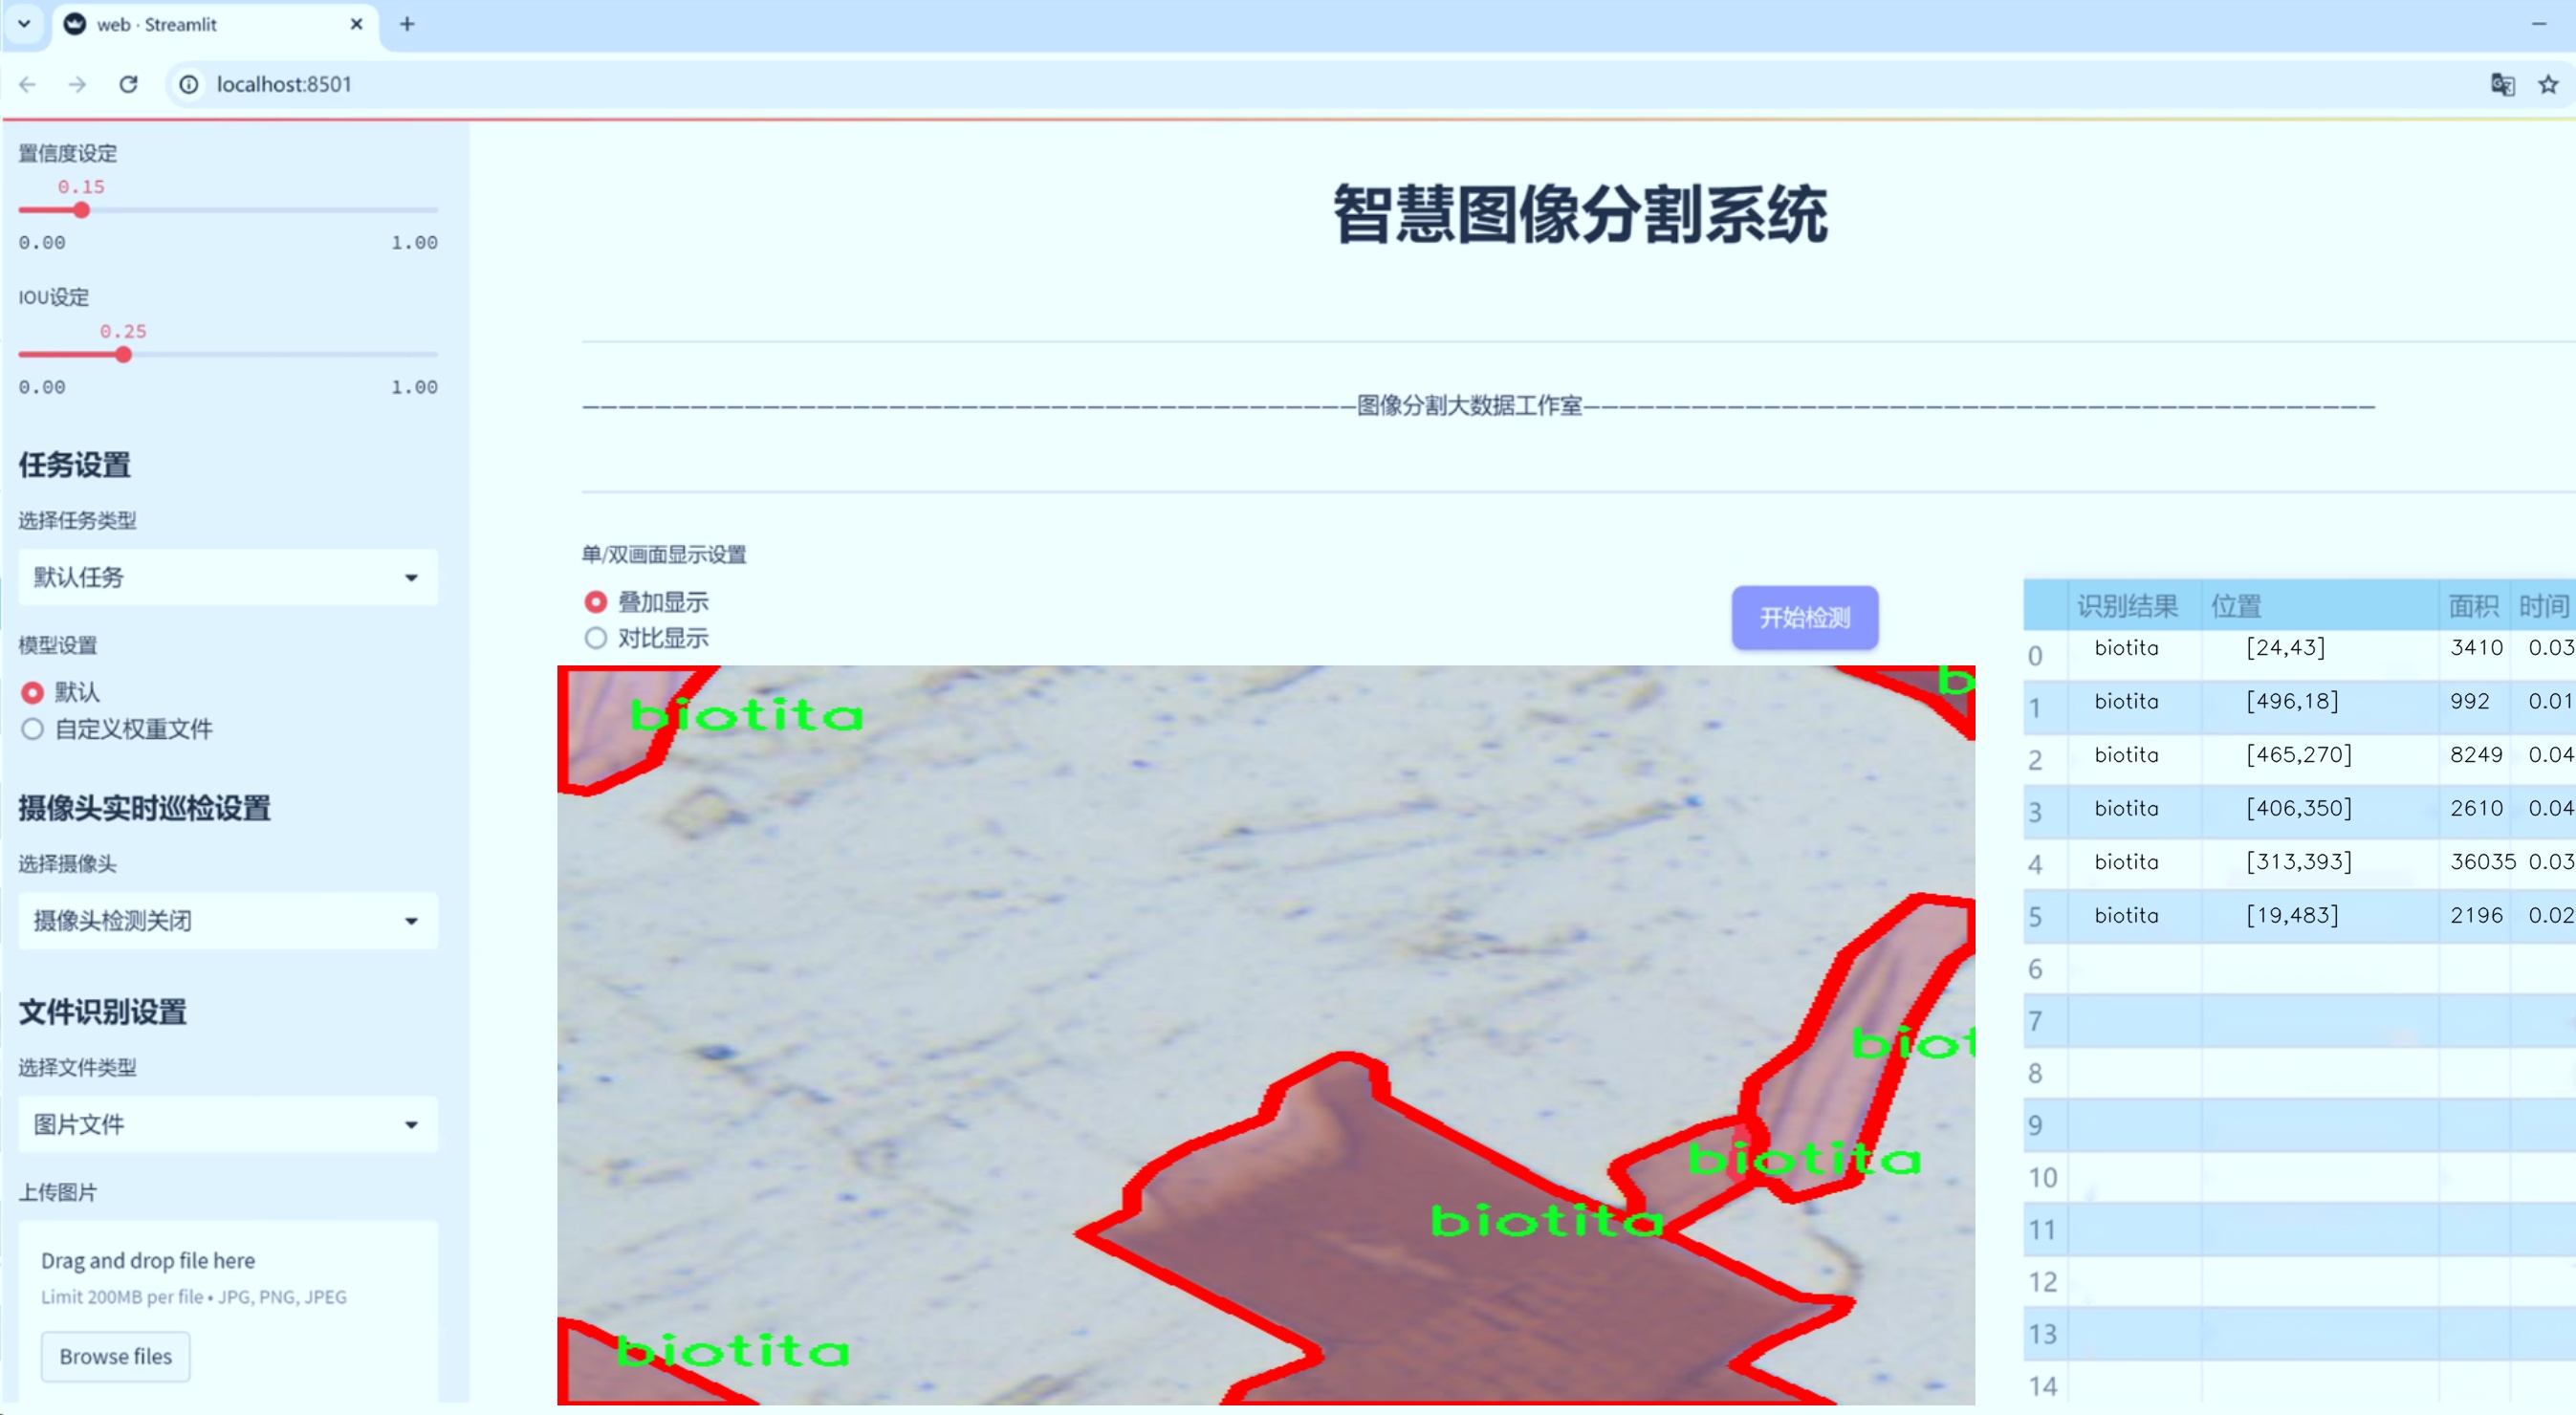 web · Streamlit
localhost:8501
置信度设定
0.15
0.00 1.00
IOU设定
0.25
0.00 1.00
任务设置
选择任务类型
默认任务
模型设置
默认
自定义权重文件
摄像头实时巡检设置
选择摄像头
摄像头检测关闭
文件识别设置
选择文件类型
图片文件
上传图片
Drag and drop file here
Limit 200MB per file • JPG, PNG, JPEG
Browse files
智慧图像分割系统
———————————————————————————————————————————图像分割大数据工作室————————————————————————————————————————————
单/双画面显示设置
叠加显示
对比显示
开始检测
biotita
b
biot
biotita
biotita
biotita
识别结果 位置 面积 时间
0 biotita [24,43] 3410 0.03
1 biotita [496,18] 992 0.01
2 biotita [465,270] 8249 0.04
3 biotita [406,350] 2610 0.04
4 biotita [313,393] 36035 0.03
5 biotita [19,483] 2196 0.02
6
7
8
9
10
11
12
13
14